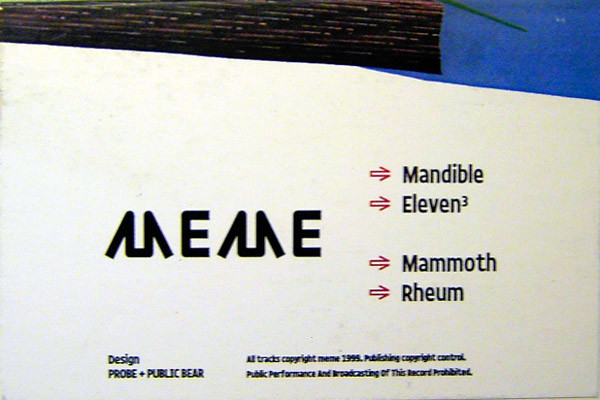 MEME
⇨ Mandible
⇨ Eleven³
⇨ Mammoth
⇨ Rheum
Design
PROBE + PUBLIC BEAR
All tracks copyright meme 1999. Publishing copyright control.
Public Performance And Broadcasting Of This Record Prohibited.